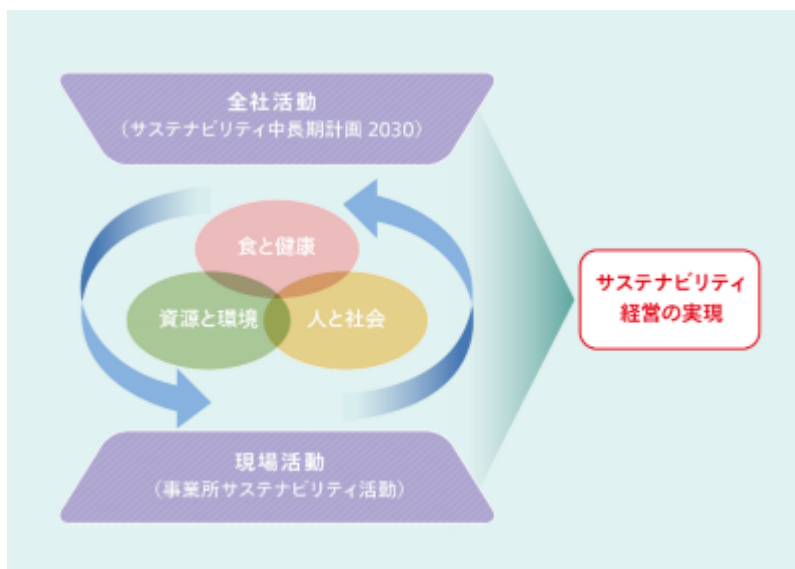 全社活動
（サステナビリティ中長期計画 2030）
食と健康
資源と環境
人と社会
サステナビリティ
経営の実現
現場活動
（事業所サステナビリティ活動）